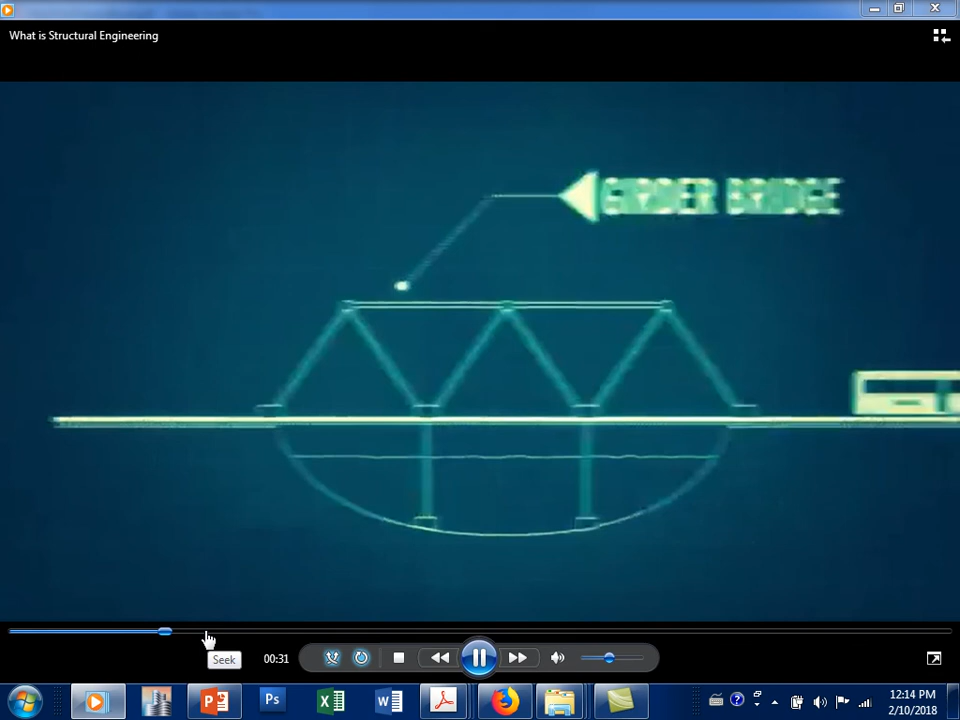 What is Structural Engineering
GIRDER BRIDGE
Seek
00:31
12:14 PM
2/10/2018